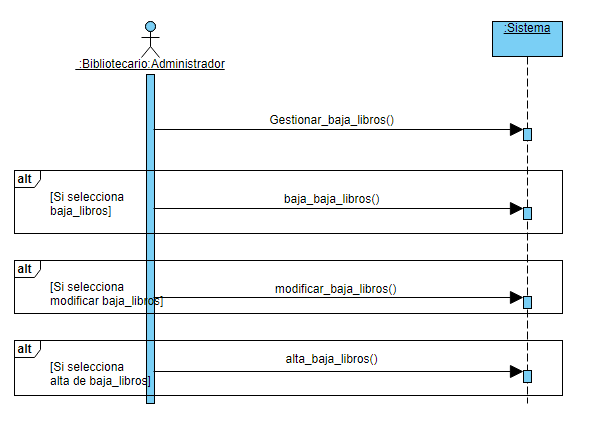 :Sistema
:Bibliotecario:Administrador
Gestionar_baja_libros()
alt
[Si selecciona
baja_libros]
baja_baja_libros()
alt
[Si selecciona
modificar baja_libros]
modificar_baja_libros()
alt
[Si selecciona
alta de baja_libros]
alta_baja_libros()